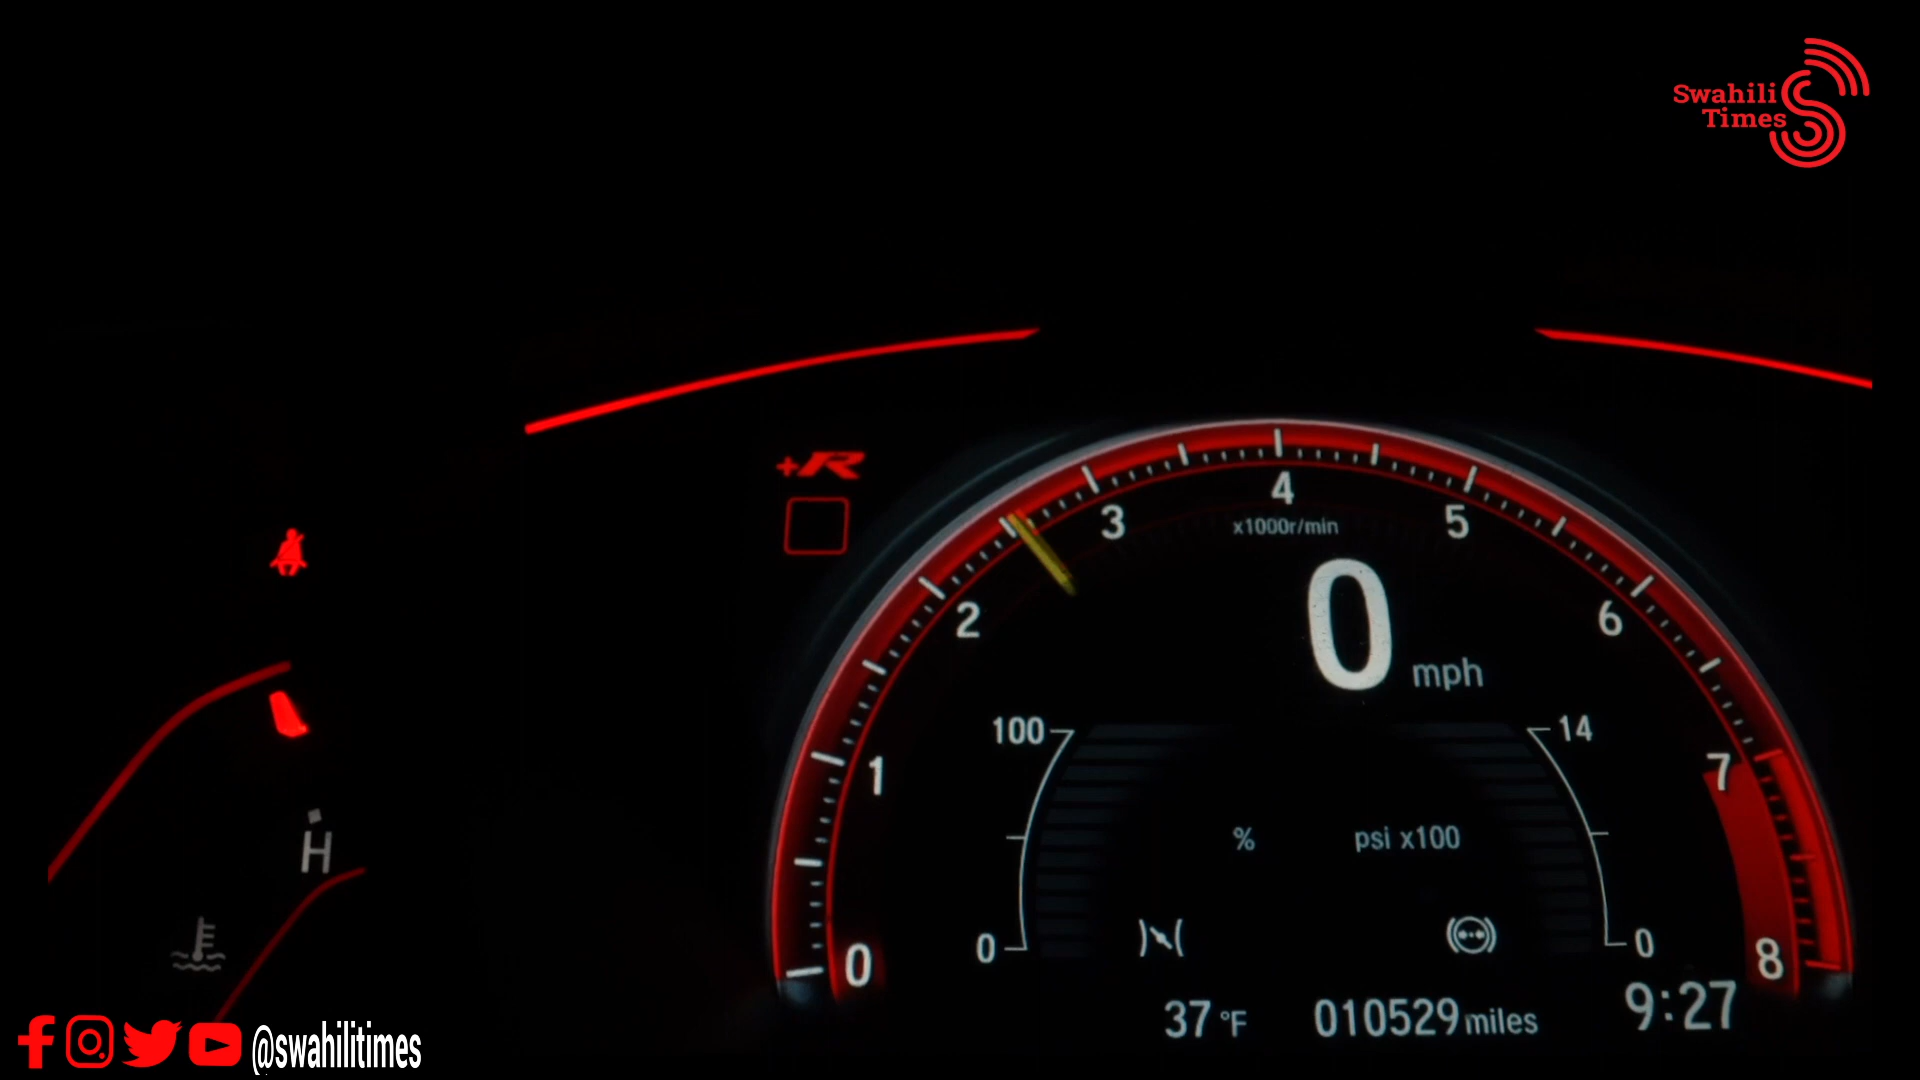 Swahili
Times
+R
4
3
5
x1000r/min
2
6
0 mph
100
14
1
7
% psi x100
H
0
0
0
8
37 °F 010529 miles 9:27
@swahilitimes